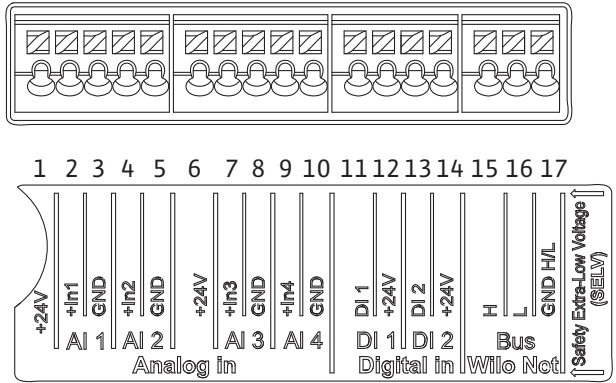 1 2 3 4 5 6 7 8 9 10 11 12 13 14 15 16 17
+24V
+In1
GND
+In2
GND
+24V
+In3
GND
+In4
GND
DI 1
+24V
DI 2
+24V
H
L
GND H/L
AI 1 AI 2 AI 3 AI 4 DI 1 DI 2 Bus
Analog in Digital in Wilo Net
Safety Extra-Low Voltage
(SELV)